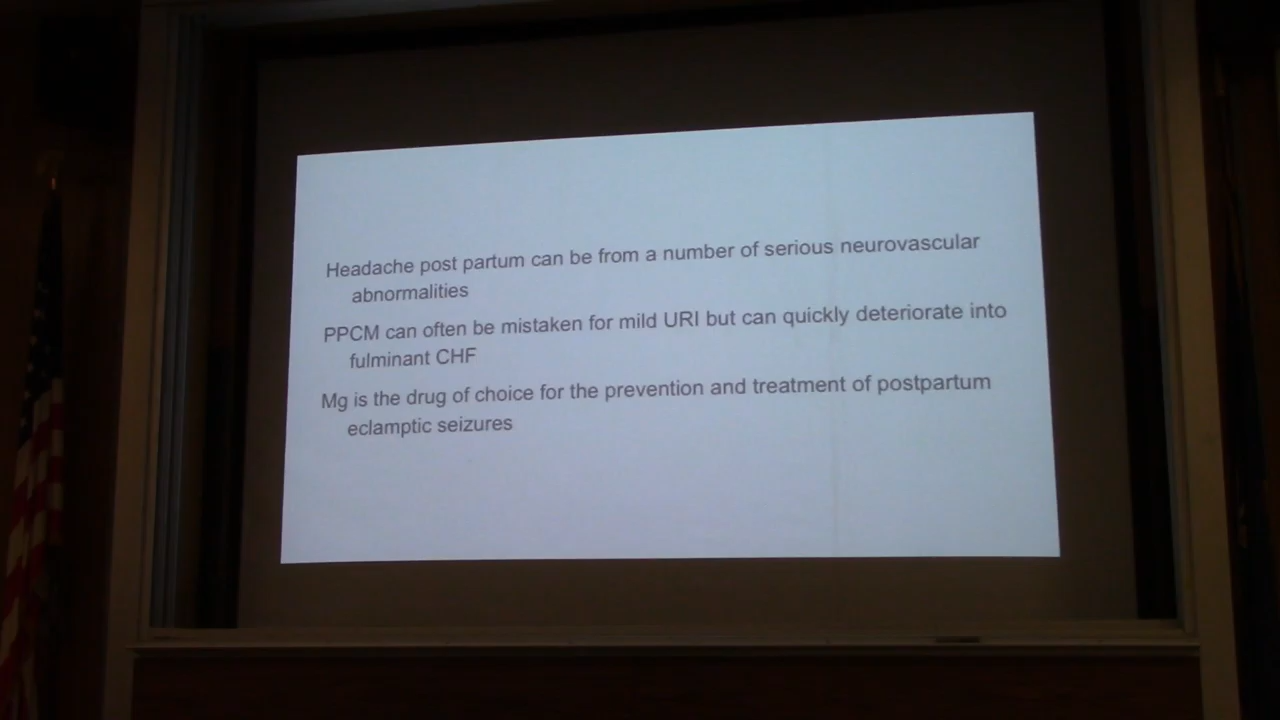 Headache post partum can be from a number of serious neurovascular
abnormalities
PPCM can often be mistaken for mild URI but can quickly deteriorate into
fulminant CHF
Mg is the drug of choice for the prevention and treatment of postpartum
eclamptic seizures